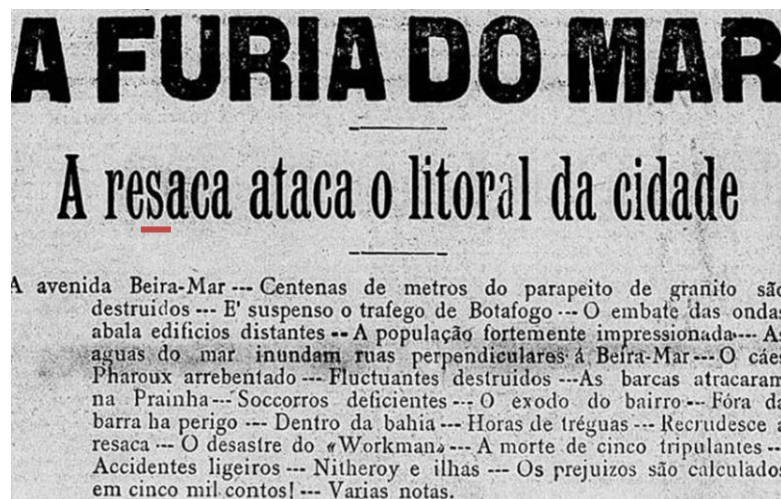 A FURIA DO MAR
A resaca ataca o litoral da cidade
A avenida Beira-Mar --- Centenas de metros do parapeito de granito são
destruidos --- E' suspenso o trafego de Botafogo --- O embate das ondas
abala edificios distantes -- A população fortemente impressionada --- As
aguas do mar inundam ruas perpendiculares á Beira-Mar --- O cáes
Pharoux arrebentado --- Fluctuantes destruidos --- As barcas atracaram
na Prainha -- Soccorros deficientes -- O exodo do bairro -- Fóra da
barra ha perigo --- Dentro da bahia --- Horas de tréguas --- Recrudesce a
resaca --- O desastre do «Workman» --- A morte de cinco tripulantes --
Accidentes ligeiros --- Nitheroy e ilhas --- Os prejuizos são calculados
em cinco mil contos! --- Varias notas.